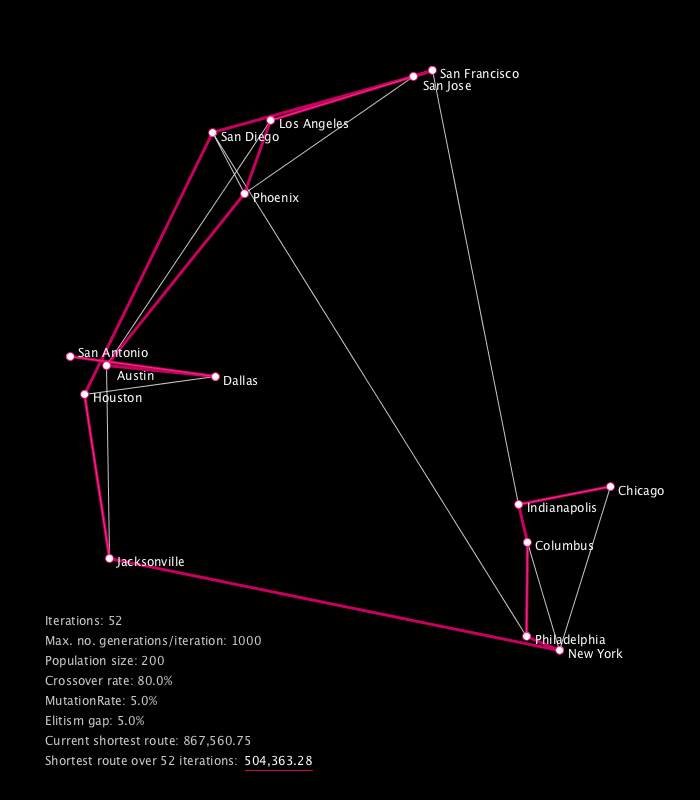 San Francisco
San Jose
Los Angeles
San Diego
Phoenix
San Antonio
Austin
Dallas
Houston
Chicago
Indianapolis
Columbus
Jacksonville
Philadelphia
New York
Iterations: 52
Max. no. generations/iteration: 1000
Population size: 200
Crossover rate: 80.0%
MutationRate: 5.0%
Elitism gap: 5.0%
Current shortest route: 867,560.75
Shortest route over 52 iterations: 504,363.28